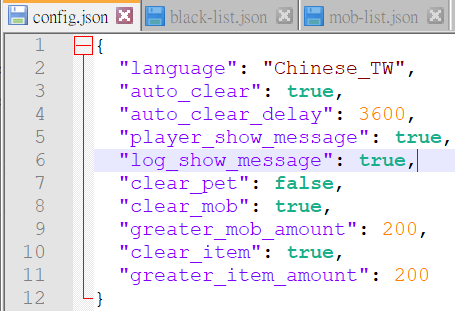 config.json black-list.json mob-list.json
1 {
2 "language": "Chinese_TW",
3 "auto_clear": true,
4 "auto_clear_delay": 3600,
5 "player_show_message": true,
6 "log_show_message": true,
7 "clear_pet": false,
8 "clear_mob": true,
9 "greater_mob_amount": 200,
10 "clear_item": true,
11 "greater_item_amount": 200
12 }